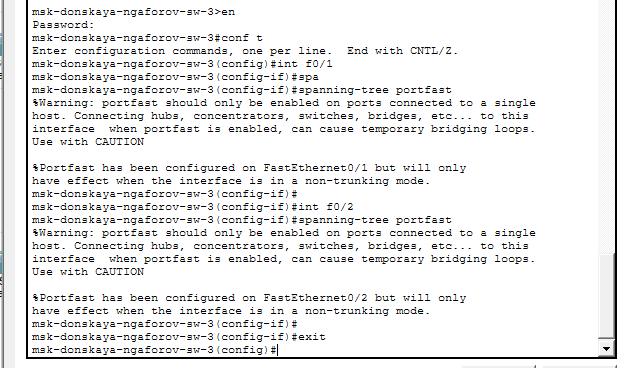 msk-donskaya-ngaforov-sw-3>en
Password:
msk-donskaya-ngaforov-sw-3#conf t
Enter configuration commands, one per line.  End with CNTL/Z.
msk-donskaya-ngaforov-sw-3(config)#int f0/1
msk-donskaya-ngaforov-sw-3(config-if)#spa
msk-donskaya-ngaforov-sw-3(config-if)#spanning-tree portfast
%Warning: portfast should only be enabled on ports connected to a single
host. Connecting hubs, concentrators, switches, bridges, etc... to this
interface  when portfast is enabled, can cause temporary bridging loops.
Use with CAUTION

%Portfast has been configured on FastEthernet0/1 but will only
have effect when the interface is in a non-trunking mode.
msk-donskaya-ngaforov-sw-3(config-if)#
msk-donskaya-ngaforov-sw-3(config-if)#int f0/2
msk-donskaya-ngaforov-sw-3(config-if)#spanning-tree portfast
%Warning: portfast should only be enabled on ports connected to a single
host. Connecting hubs, concentrators, switches, bridges, etc... to this
interface  when portfast is enabled, can cause temporary bridging loops.
Use with CAUTION

%Portfast has been configured on FastEthernet0/2 but will only
have effect when the interface is in a non-trunking mode.
msk-donskaya-ngaforov-sw-3(config-if)#
msk-donskaya-ngaforov-sw-3(config-if)#exit
msk-donskaya-ngaforov-sw-3(config)#